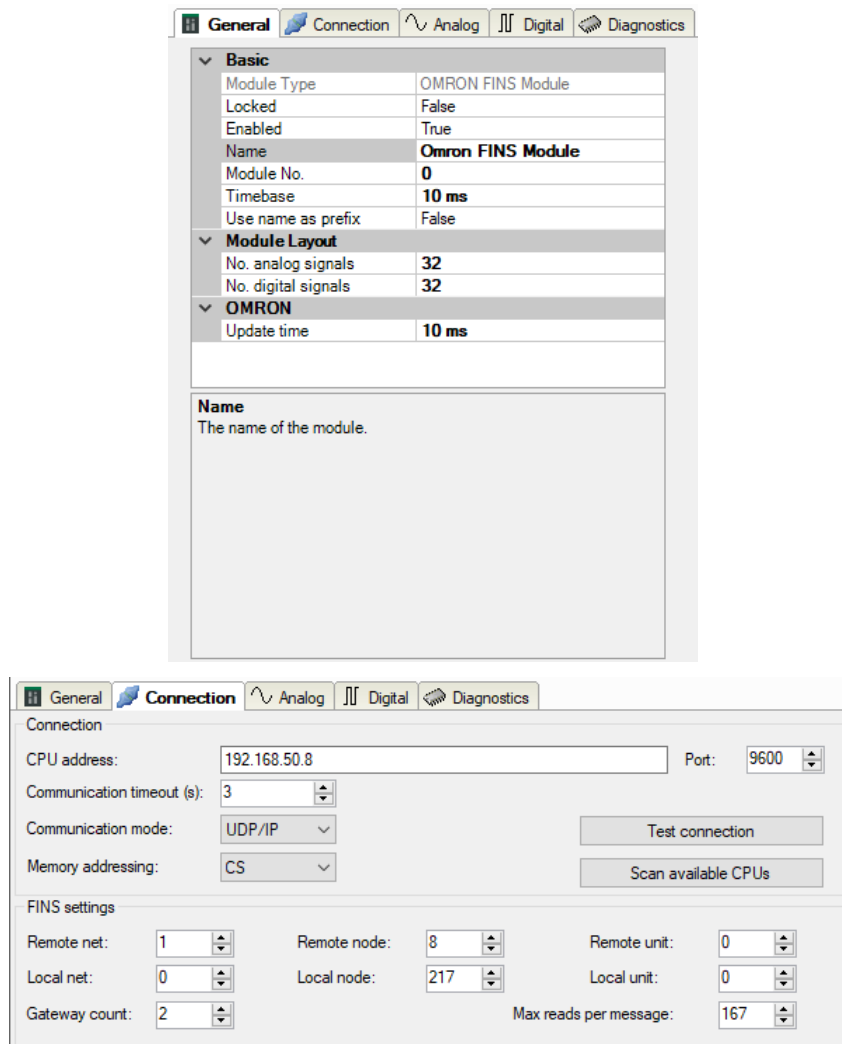 General Connection Analog Digital Diagnostics
Basic
Module Type OMRON FINS Module
Locked False
Enabled True
Name Omron FINS Module
Module No. 0
Timebase 10 ms
Use name as prefix False
Module Layout
No. analog signals 32
No. digital signals 32
OMRON
Update time 10 ms
Name
The name of the module.
General Connection Analog Digital Diagnostics
Connection
CPU address: 192.168.50.8 Port: 9600
Communication timeout (s): 3
Communication mode: UDP/IP Test connection
Memory addressing: CS Scan available CPUs
FINS settings
Remote net: 1 Remote node: 8 Remote unit: 0
Local net: 0 Local node: 217 Local unit: 0
Gateway count: 2 Max reads per message: 167